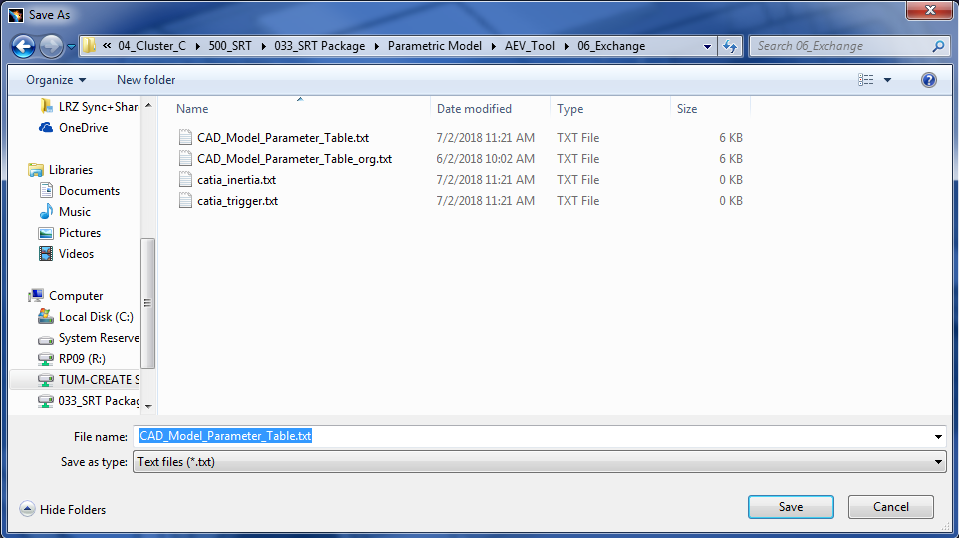 Save As
« 04_Cluster_C 500_SRT 033_SRT Package Parametric Model AEV_Tool 06_Exchange Search 06_Exchange
Organize New folder
LRZ Sync+Shar
OneDrive
Libraries
Documents
Music
Pictures
Videos
Computer
Local Disk (C:)
System Reserve
RP09 (R:)
TUM-CREATE S
033_SRT Packag
Name Date modified Type Size
CAD_Model_Parameter_Table.txt 7/2/2018 11:21 AM TXT File 6 KB
CAD_Model_Parameter_Table_org.txt 6/2/2018 10:02 AM TXT File 6 KB
catia_inertia.txt 7/2/2018 11:21 AM TXT File 0 KB
catia_trigger.txt 7/2/2018 11:21 AM TXT File 0 KB
File name: CAD_Model_Parameter_Table.txt
Save as type: Text files (*.txt)
Hide Folders Save Cancel